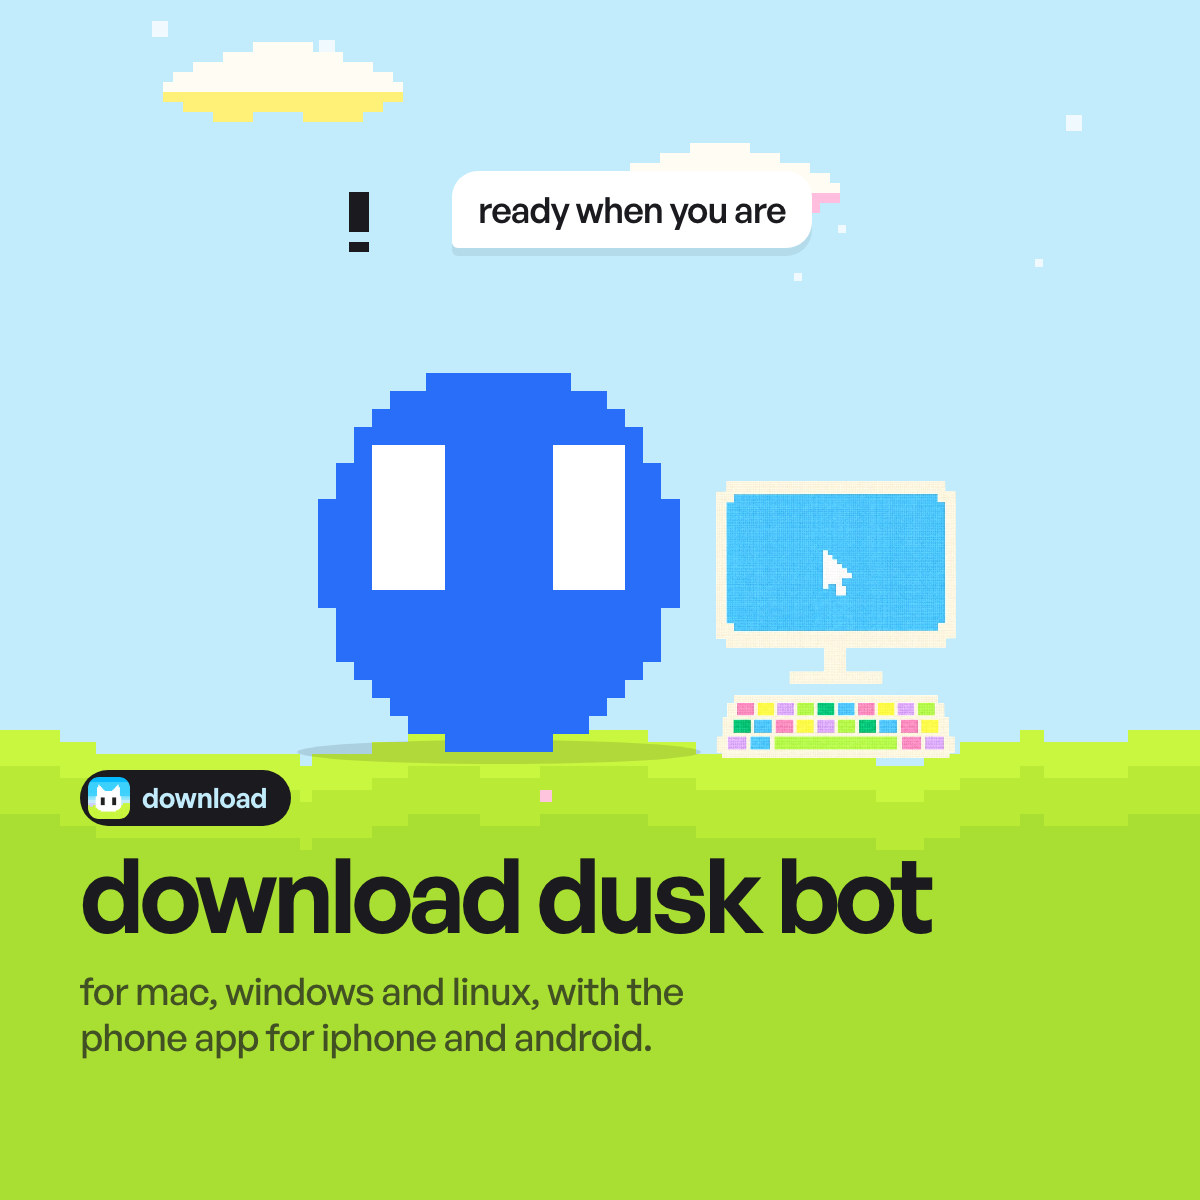 !
ready when you are
download
download dusk bot
for mac, windows and linux, with the
phone app for iphone and android.